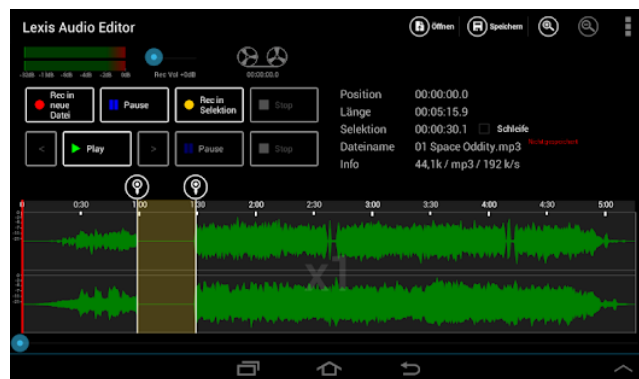 Lexis Audio Editor
Öffnen
Speichern
Rec Vol +0dB
00:00:00.0
Rec in
neue
Datei
Pause
Rec in
Selektion
Stop
< Play > Pause Stop
Position 00:00:00.0
Länge 00:05:15.9
Selektion 00:00:30.1 Schleife
Dateiname 01 Space Oddity.mp3
Info 44,1k / mp3 / 192 k/s
0 0:30 1:00 1:30 2:00 2:30 3:00 3:30 4:00 4:30 5:00
x1